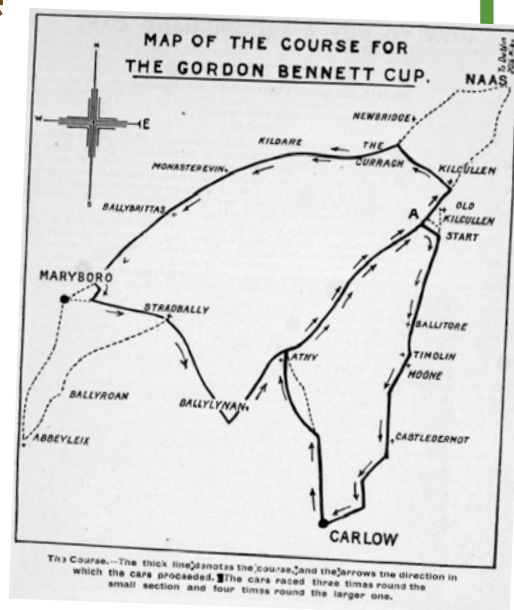 MAP OF THE COURSE FOR
THE GORDON BENNETT CUP.
To Dublin
N
NAAS
W
E
S
NEWBRIDGE
THE
CURRAGH
KILDARE
MONASTEREVIN
KILCULLEN
BALLYBRITTAS
OLD
KILCULLEN
A
START
MARYBORO
STRADBALLY
BALLITORE
ATHY
TIMOLIN
MOONE
BALLYROAN
BALLYLYNAN
ABBEYLEIX
CASTLEDERMOT
CARLOW
The Course.—The thick line denotes the course, and the arrows tne direction in
which the cars proceeded. The cars raced three times round the
small section and four times round the larger one.